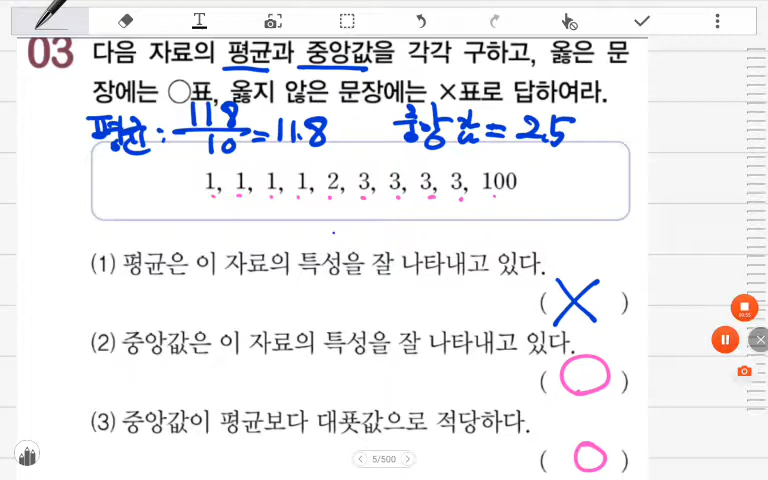 03 다음 자료의 평균과 중앙값을 각각 구하고, 옳은 문
장에는 ○표, 옳지 않은 문장에는 ×표로 답하여라.
평균 : 118/10 = 11.8 중앙값 = 2.5
1, 1, 1, 1, 2, 3, 3, 3, 3, 100
(1) 평균은 이 자료의 특성을 잘 나타내고 있다.
( × )
(2) 중앙값은 이 자료의 특성을 잘 나타내고 있다.
( ○ )
(3) 중앙값이 평균보다 대푯값으로 적당하다.
( ○ )
5/500